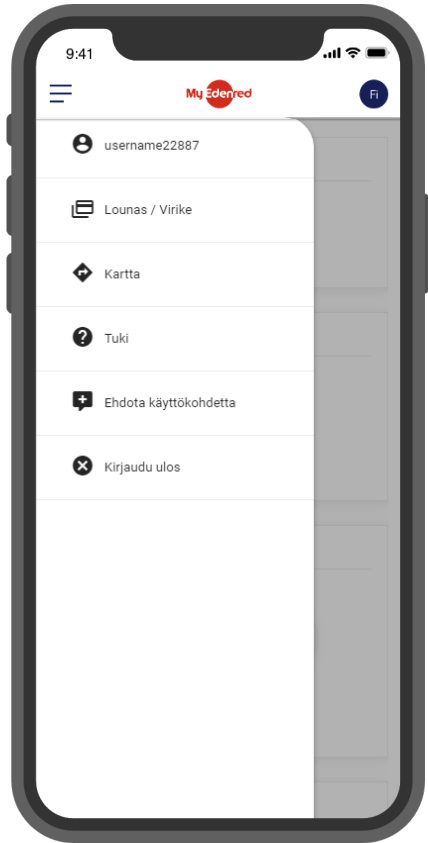 9:41
My Edenred
Fi
username22887
Lounas / Virike
Kartta
Tuki
Ehdota käyttökohdetta
Kirjaudu ulos